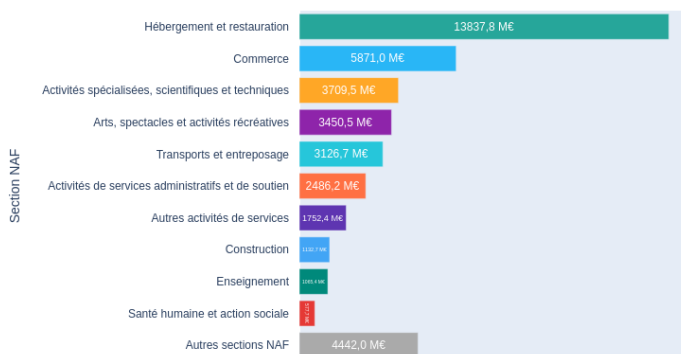 Section NAF
Hébergement et restauration 13837,8 M€
Commerce 5871,0 M€
Activités spécialisées, scientifiques et techniques 3709,5 M€
Arts, spectacles et activités récréatives 3450,5 M€
Transports et entreposage 3126,7 M€
Activités de services administratifs et de soutien 2486,2 M€
Autres activités de services 1752,4 M€
Construction
Enseignement
Santé humaine et action sociale
Autres sections NAF 4442,0 M€